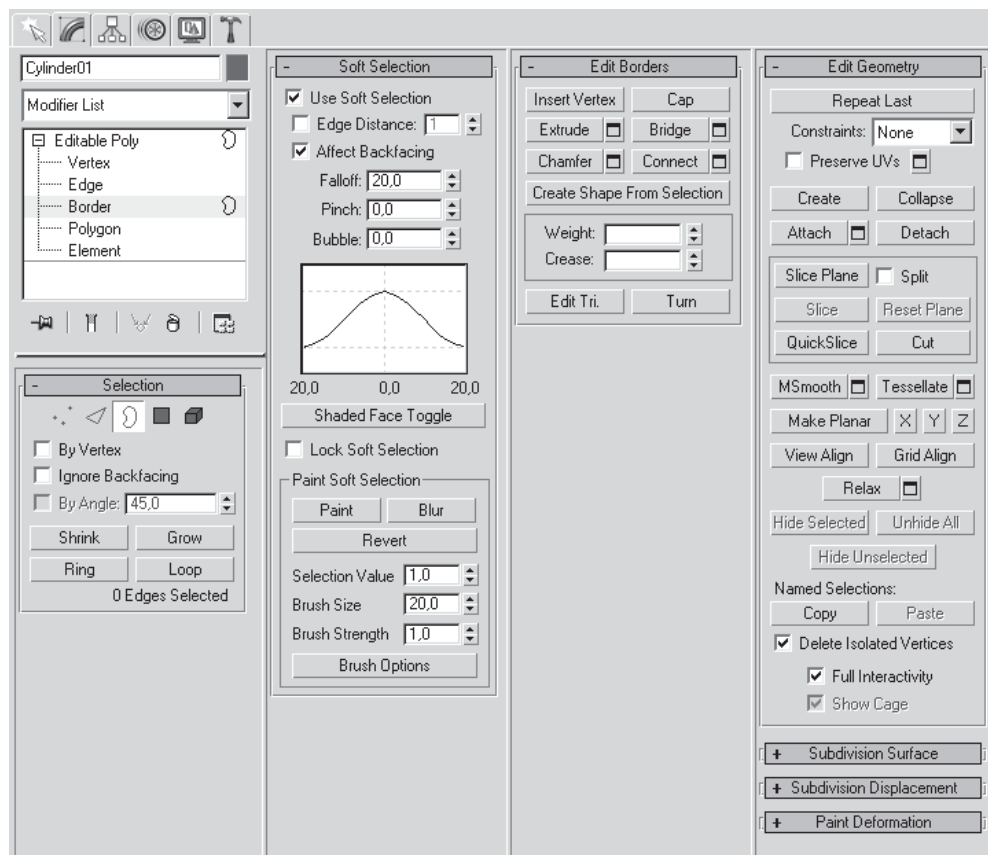 Cylinder01
Modifier List
Editable Poly
Vertex
Edge
Border
Polygon
Element
- Selection
By Vertex
Ignore Backfacing
By Angle: 45,0
Shrink Grow
Ring Loop
0 Edges Selected
- Soft Selection
Use Soft Selection
Edge Distance: 1
Affect Backfacing
Falloff: 20,0
Pinch: 0,0
Bubble: 0,0
20,0 0,0 20,0
Shaded Face Toggle
Lock Soft Selection
Paint Soft Selection
Paint Blur
Revert
Selection Value 1,0
Brush Size 20,0
Brush Strength 1,0
Brush Options
- Edit Borders
Insert Vertex Cap
Extrude Bridge
Chamfer Connect
Create Shape From Selection
Weight:
Crease:
Edit Tri. Turn
- Edit Geometry
Repeat Last
Constraints: None
Preserve UVs
Create Collapse
Attach Detach
Slice Plane Split
Slice Reset Plane
QuickSlice Cut
MSmooth Tessellate
Make Planar X Y Z
View Align Grid Align
Relax
Hide Selected Unhide All
Hide Unselected
Named Selections:
Copy Paste
Delete Isolated Vertices
Full Interactivity
Show Cage
+ Subdivision Surface
+ Subdivision Displacement
+ Paint Deformation